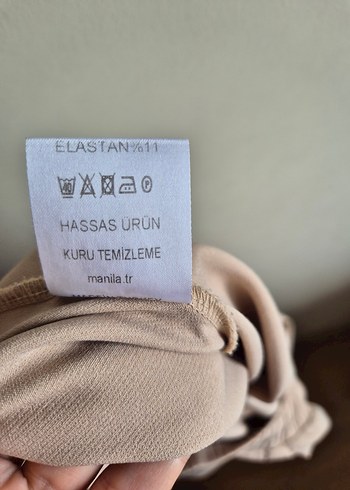 ELASTAN%11
HASSAS ÜRÜN
KURU TEMİZLEME
manila.tr